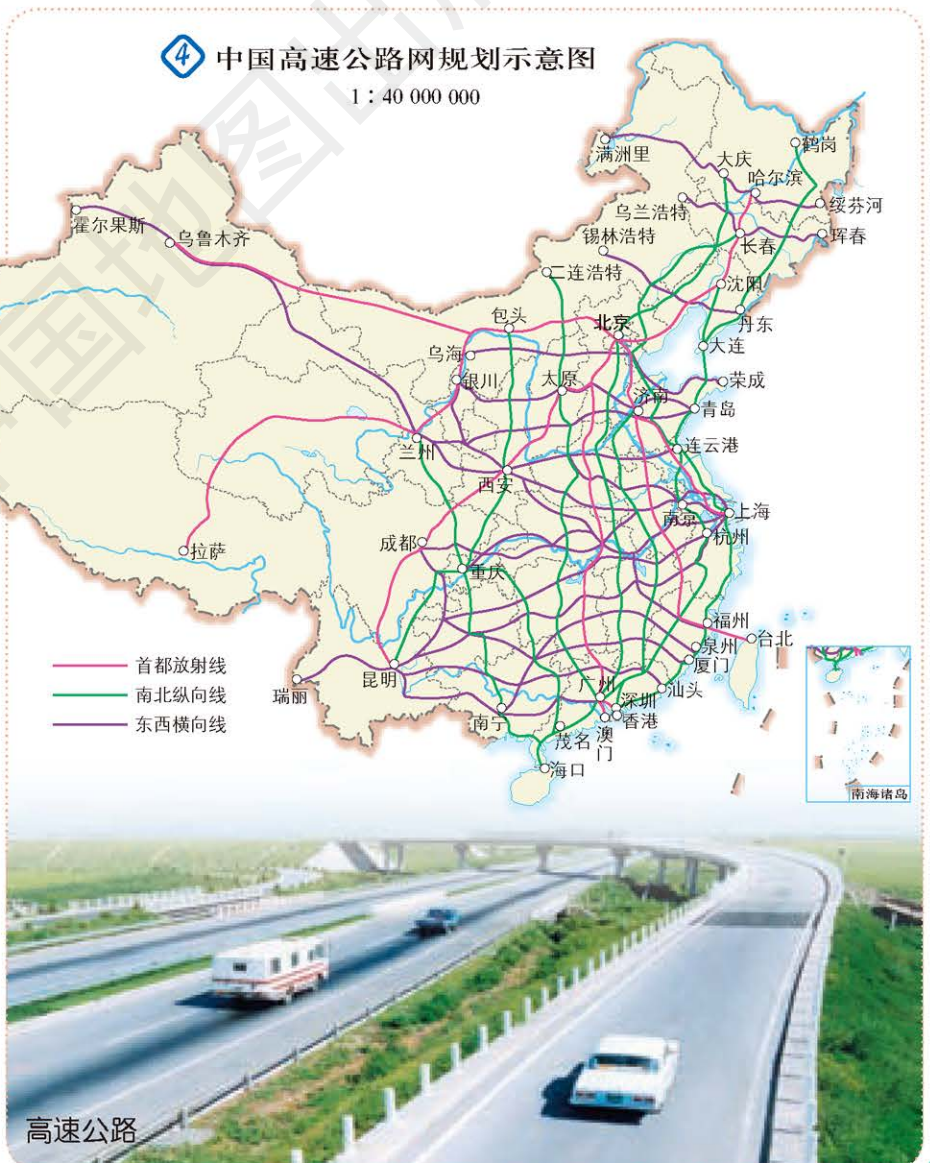 4 中国高速公路网规划示意图
1∶40 000 000
满洲里
鹤岗
大庆
哈尔滨
乌兰浩特
绥芬河
霍尔果斯
乌鲁木齐
锡林浩特
长春
珲春
二连浩特
沈阳
包头
北京
丹东
乌海
大连
银川
太原
济南
荣成
青岛
兰州
连云港
西安
南京
上海
成都
杭州
拉萨
重庆
福州
台北
泉州
首都放射线
昆明
厦门
南北纵向线
瑞丽
广州
深圳
汕头
东西横向线
南宁
香港
茂名
澳门
海口
南海诸岛
高速公路
中国地图出